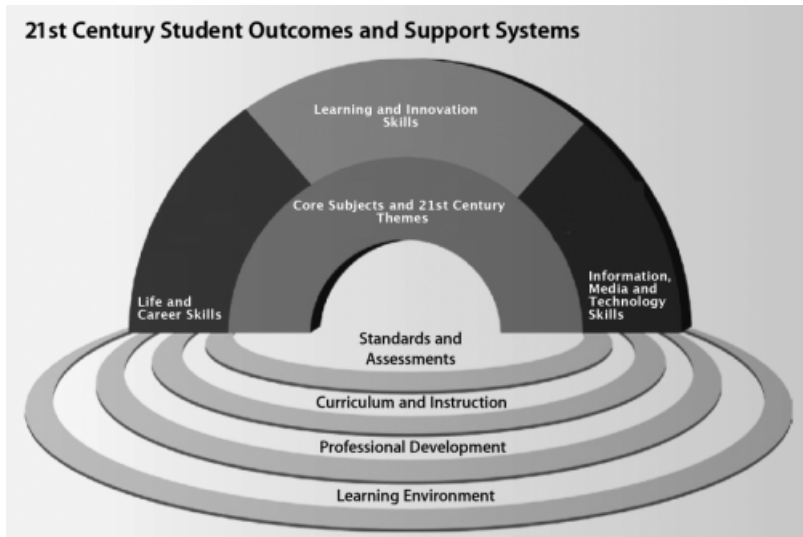 21st Century Student Outcomes and Support Systems
Learning and Innovation
Skills
Core Subjects and 21st Century
Themes
Life and
Career Skills
Information,
Media and
Technology
Skills
Standards and
Assessments
Curriculum and Instruction
Professional Development
Learning Environment